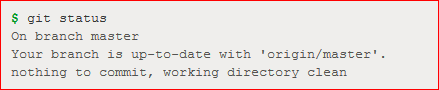 $ git status
On branch master
Your branch is up-to-date with 'origin/master'.
nothing to commit, working directory clean